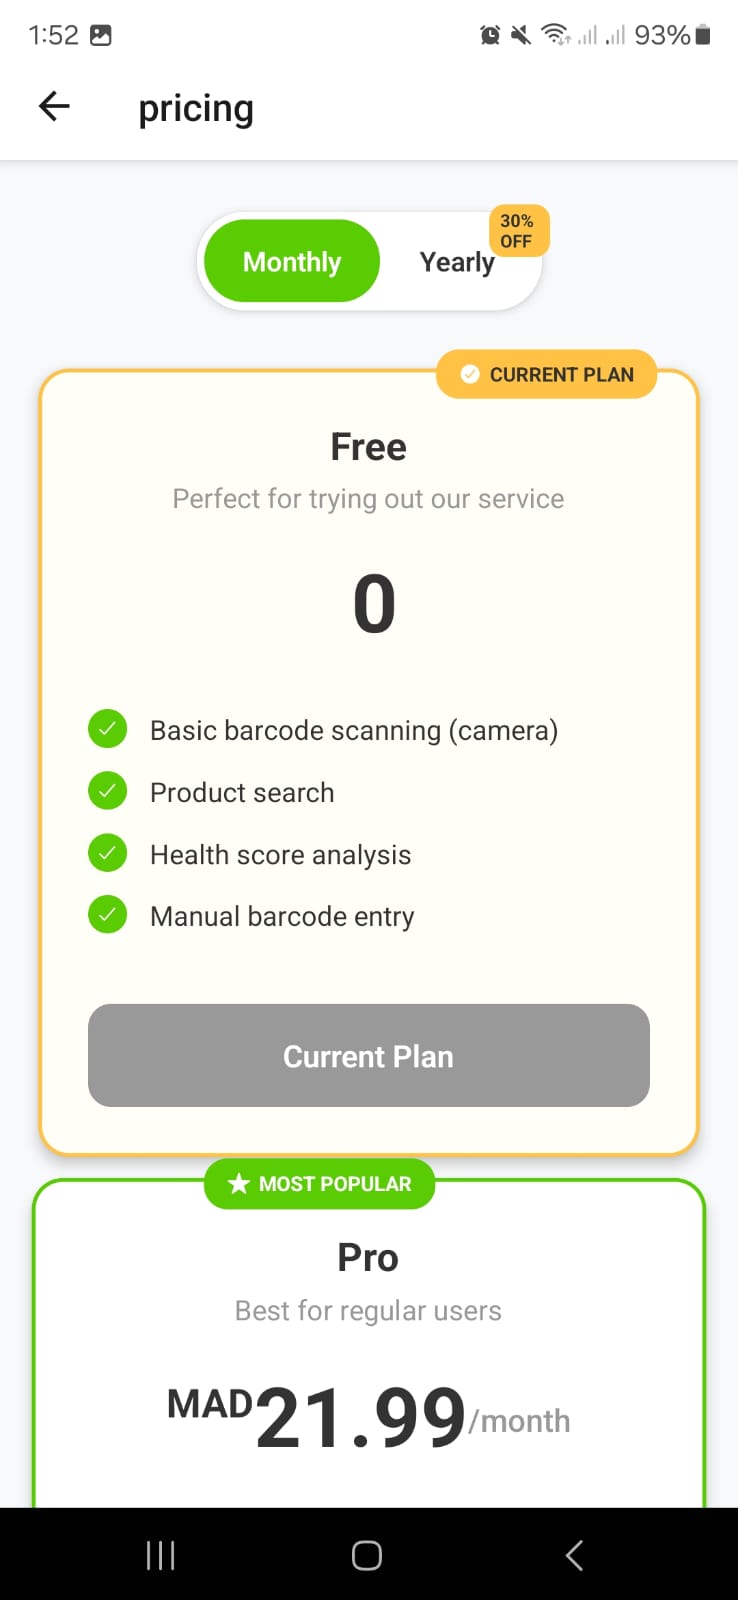 1:52
93%
pricing
30%
OFF
Monthly
Yearly
CURRENT PLAN
Free
Perfect for trying out our service
0
Basic barcode scanning (camera)
Product search
Health score analysis
Manual barcode entry
Current Plan
MOST POPULAR
Pro
Best for regular users
MAD21.99/month